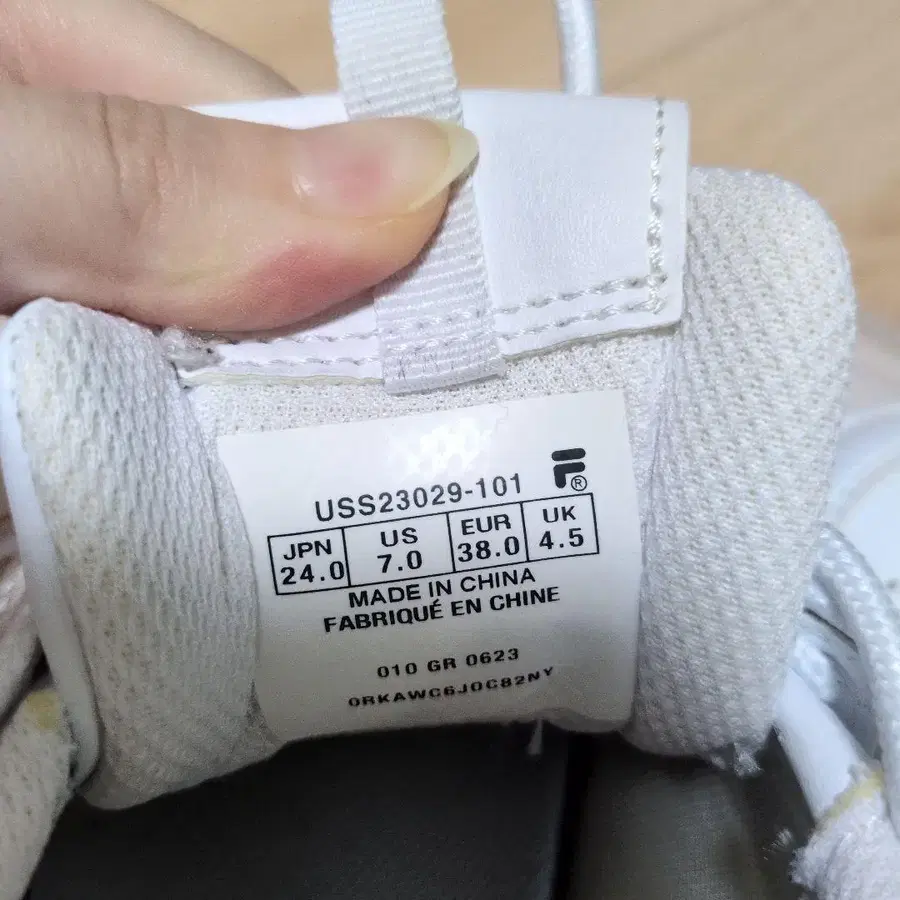 USS23029-101
JPN US EUR UK
24.0 7.0 38.0 4.5
MADE IN CHINA
FABRIQUÉ EN CHINE
010 GR 0623
0RKAWC6J0C82NY